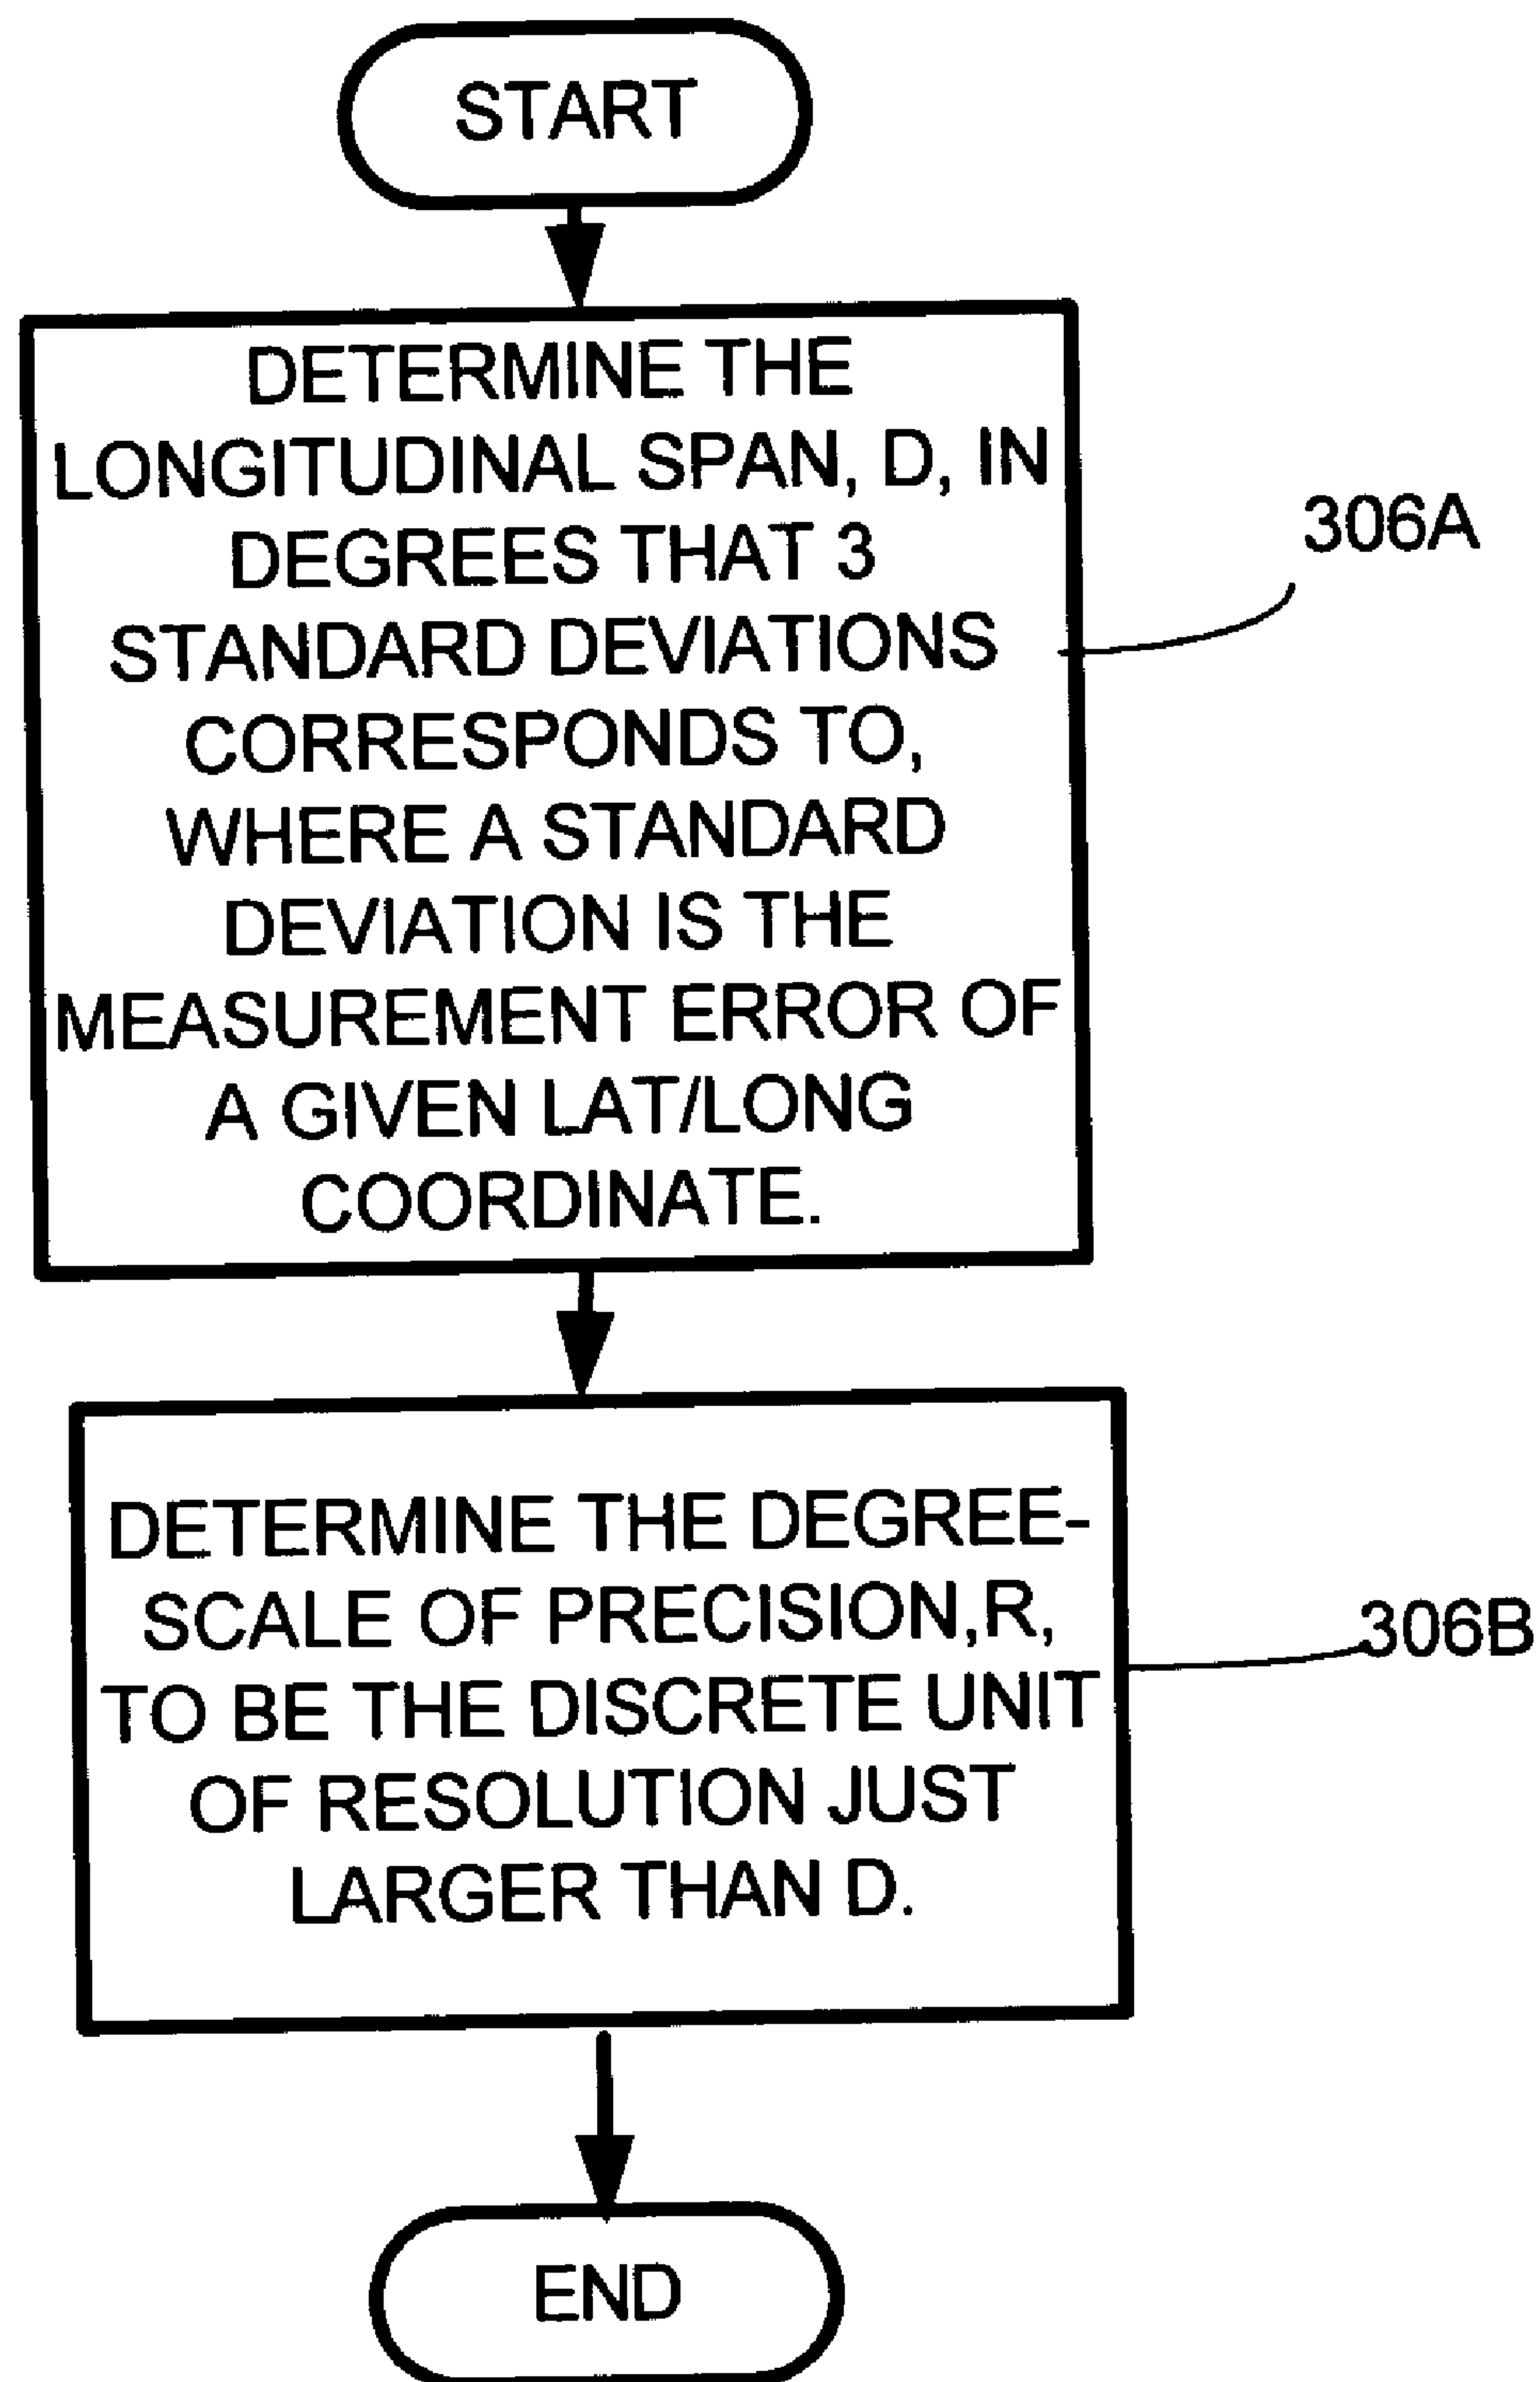 START
DETERMINE THE
LONGITUDINAL SPAN, D, IN
DEGREES THAT 3
STANDARD DEVIATIONS
CORRESPONDS TO,
WHERE A STANDARD
DEVIATION IS THE
MEASUREMENT ERROR OF
A GIVEN LAT/LONG
COORDINATE.
306A
DETERMINE THE DEGREE-
SCALE OF PRECISION,R,
TO BE THE DISCRETE UNIT
OF RESOLUTION JUST
LARGER THAN D.
306B
END